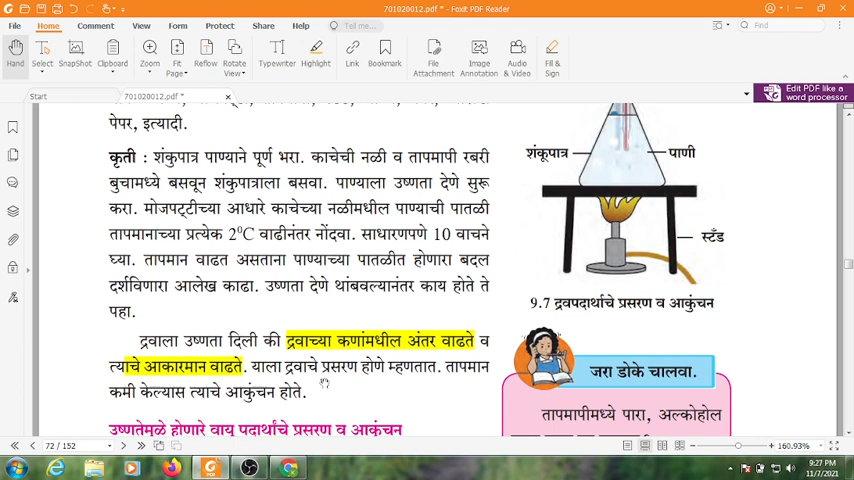 701020012.pdf * - Foxit PDF Reader
File Home Comment View Form Protect Share Help Tell me... Find
Hand Select SnapShot Clipboard Zoom Fit Page Reflow Rotate View Typewriter Highlight Link Bookmark File Attachment Image Annotation Audio & Video Fill & Sign
Start 701020012.pdf * Edit PDF like a word processor
पेपर, इत्यादी.
कृती : शंकुपात्र पाण्याने पूर्ण भरा. काचेची नळी व तापमापी रबरी
बुचामध्ये बसवून शंकुपात्राला बसवा. पाण्याला उष्णता देणे सुरू
करा. मोजपट्टीच्या आधारे काचेच्या नळीमधील पाण्याची पातळी
तापमानाच्या प्रत्येक 2⁰C वाढीनंतर नोंदवा. साधारणपणे 10 वाचने
घ्या. तापमान वाढत असताना पाण्याच्या पातळीत होणारा बदल
दर्शविणारा आलेख काढा. उष्णता देणे थांबवल्यानंतर काय होते ते
पहा.
द्रवाला उष्णता दिली की द्रवाच्या कणांमधील अंतर वाढते व
त्याचे आकारमान वाढते. याला द्रवाचे प्रसरण होणे म्हणतात. तापमान
कमी केल्यास त्याचे आकुंचन होते.
उष्णतेमुळे होणारे वायू पदार्थांचे प्रसरण व आकुंचन
शंकूपात्र
पाणी
स्टँड
9.7 द्रवपदार्थाचे प्रसरण व आकुंचन
जरा डोके चालवा.
तापमापीमध्ये पारा, अल्कोहोल
72 / 152 160.93%
9:27 PM
11/7/2021